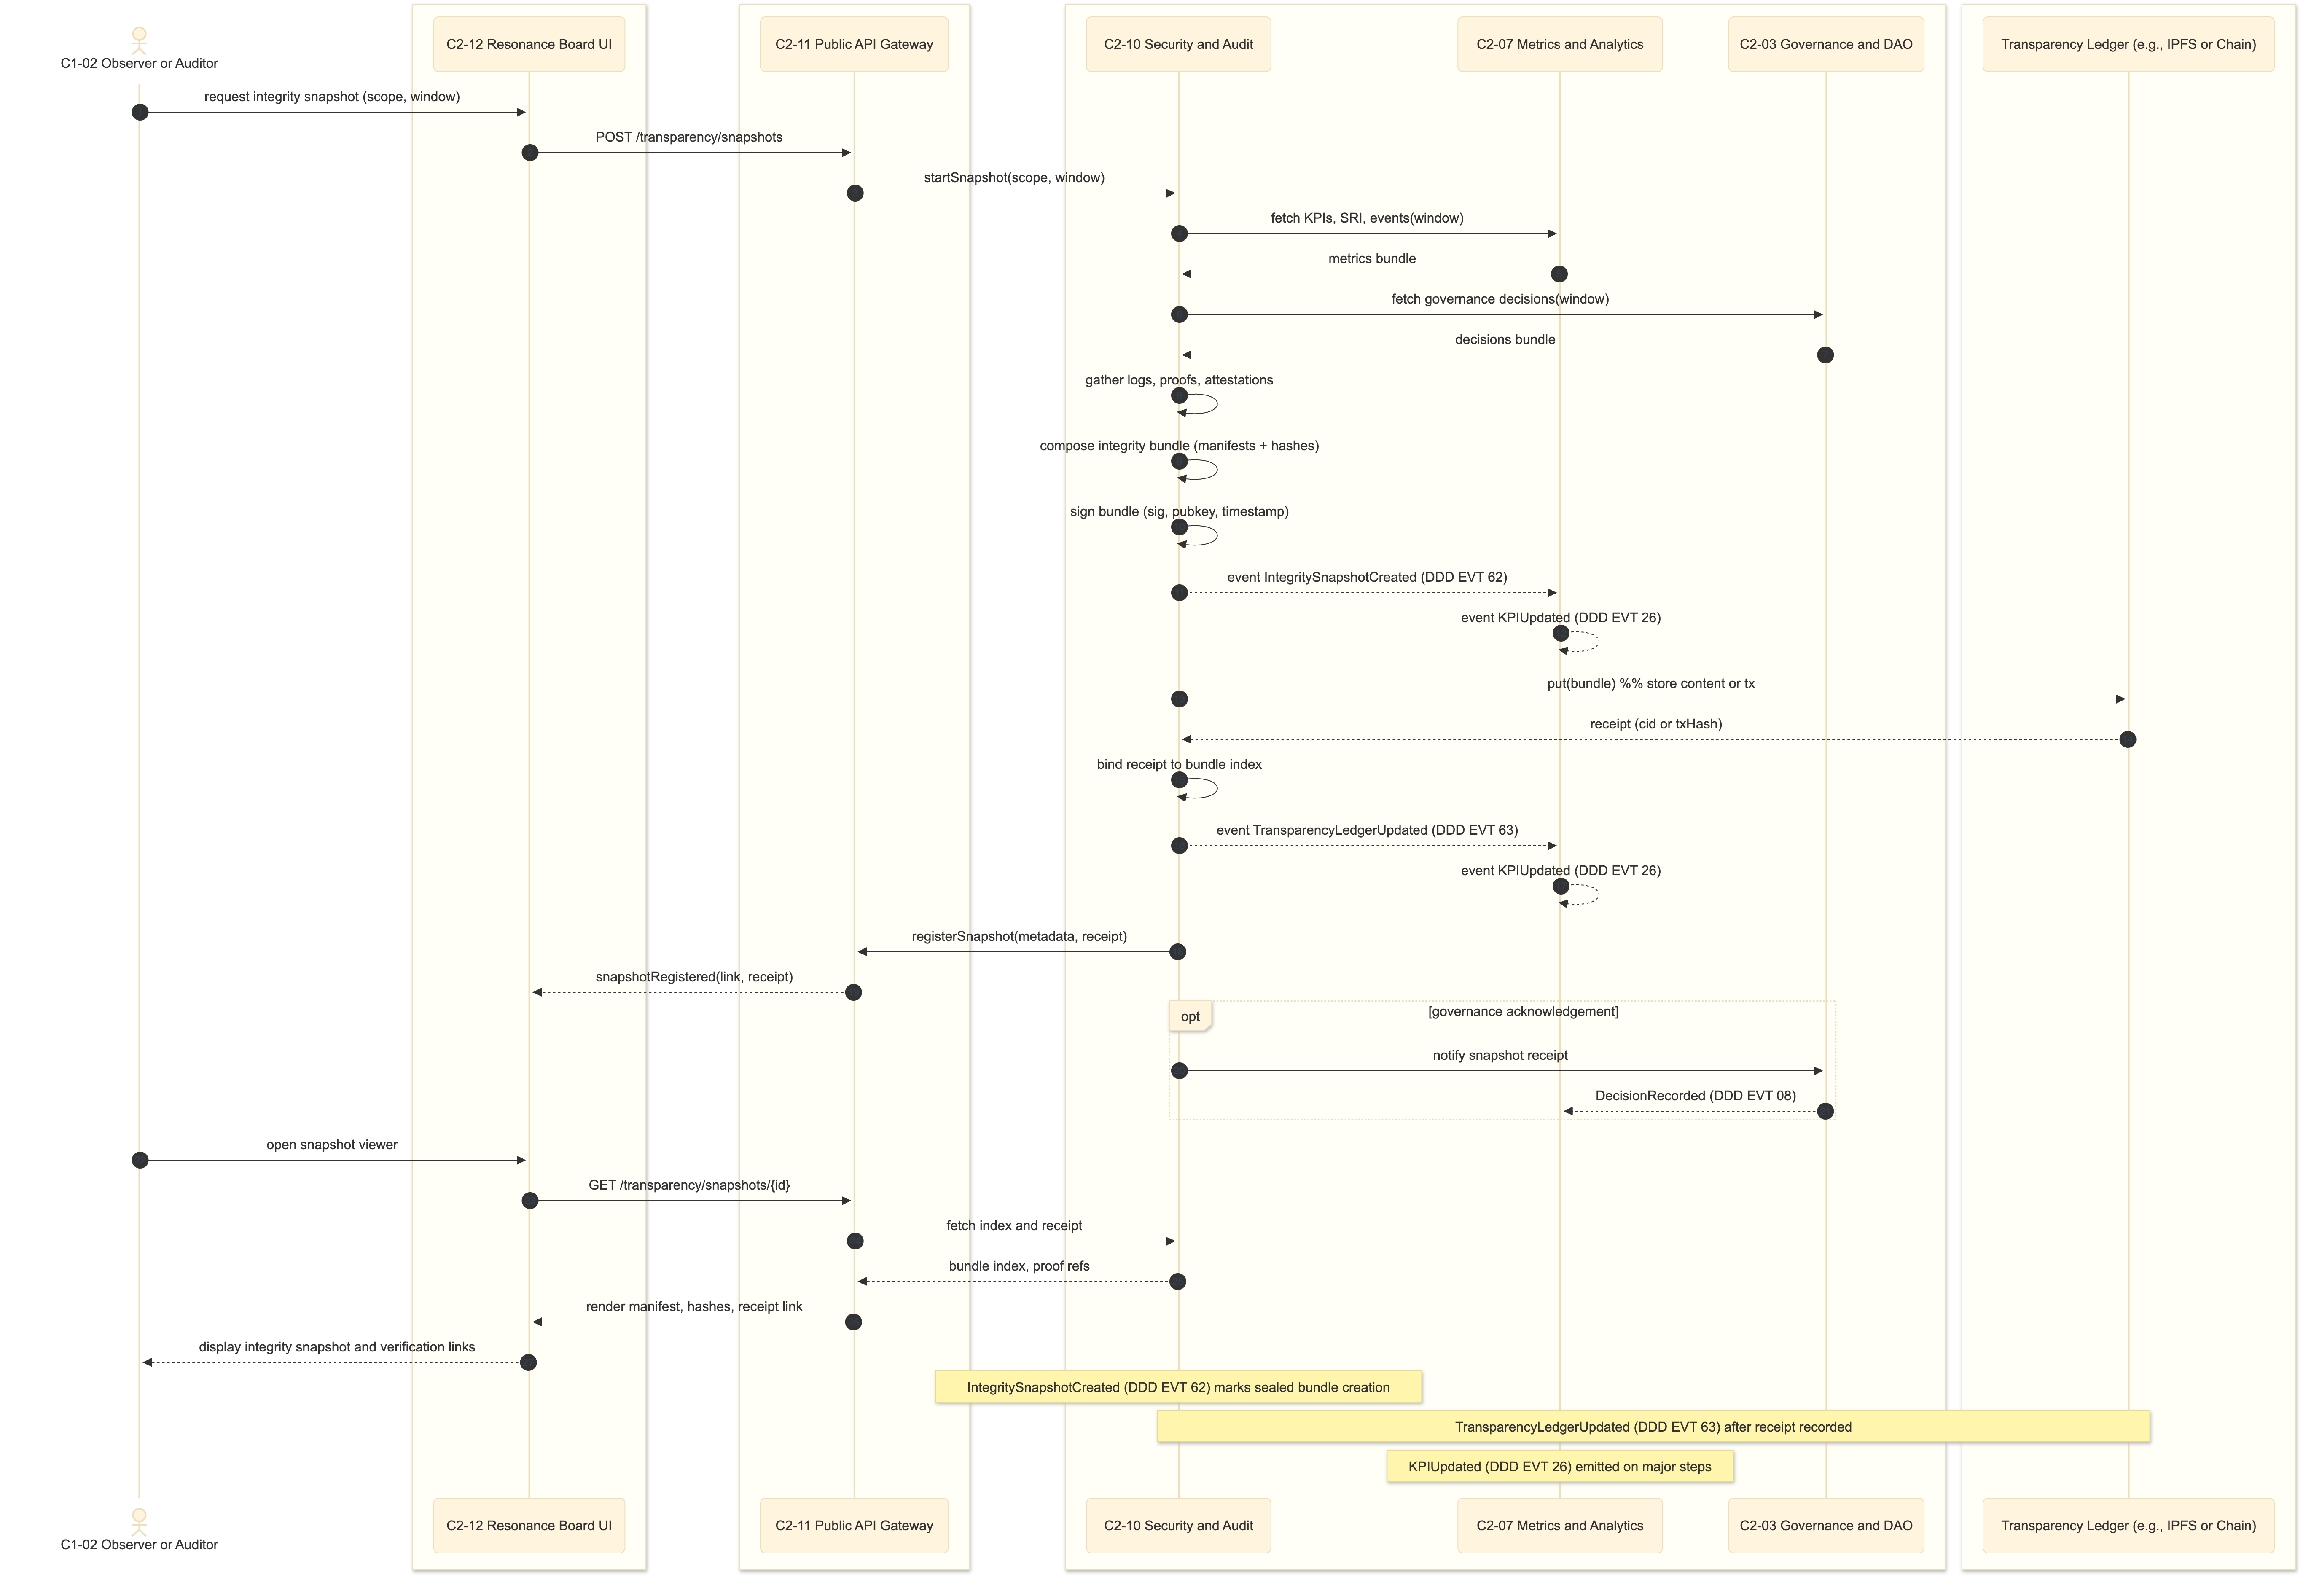 C1-02 Observer or Auditor
C2-12 Resonance Board UI
C2-11 Public API Gateway
C2-10 Security and Audit
C2-07 Metrics and Analytics
C2-03 Governance and DAO
Transparency Ledger (e.g., IPFS or Chain)
request integrity snapshot (scope, window)
POST /transparency/snapshots
startSnapshot(scope, window)
fetch KPIs, SRI, events(window)
metrics bundle
fetch governance decisions(window)
decisions bundle
gather logs, proofs, attestations
compose integrity bundle (manifests + hashes)
sign bundle (sig, pubkey, timestamp)
event IntegritySnapshotCreated (DDD EVT 62)
event KPIUpdated (DDD EVT 26)
put(bundle) %% store content or tx
receipt (cid or txHash)
bind receipt to bundle index
event TransparencyLedgerUpdated (DDD EVT 63)
event KPIUpdated (DDD EVT 26)
registerSnapshot(metadata, receipt)
snapshotRegistered(link, receipt)
opt
[governance acknowledgement]
notify snapshot receipt
DecisionRecorded (DDD EVT 08)
open snapshot viewer
GET /transparency/snapshots/{id}
fetch index and receipt
bundle index, proof refs
render manifest, hashes, receipt link
display integrity snapshot and verification links
IntegritySnapshotCreated (DDD EVT 62) marks sealed bundle creation
TransparencyLedgerUpdated (DDD EVT 63) after receipt recorded
KPIUpdated (DDD EVT 26) emitted on major steps
C1-02 Observer or Auditor
C2-12 Resonance Board UI
C2-11 Public API Gateway
C2-10 Security and Audit
C2-07 Metrics and Analytics
C2-03 Governance and DAO
Transparency Ledger (e.g., IPFS or Chain)